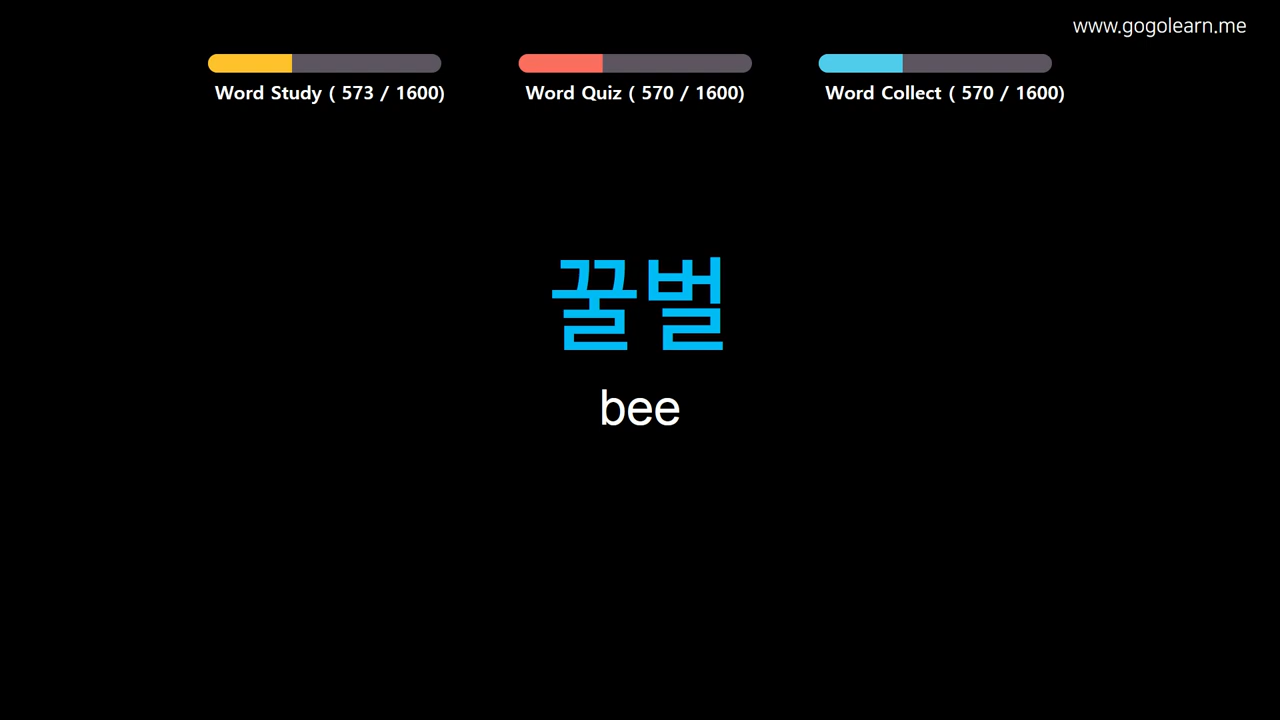 www.gogolearn.me
Word Study ( 573 / 1600)
Word Quiz ( 570 / 1600)
Word Collect ( 570 / 1600)
꿀벌
bee